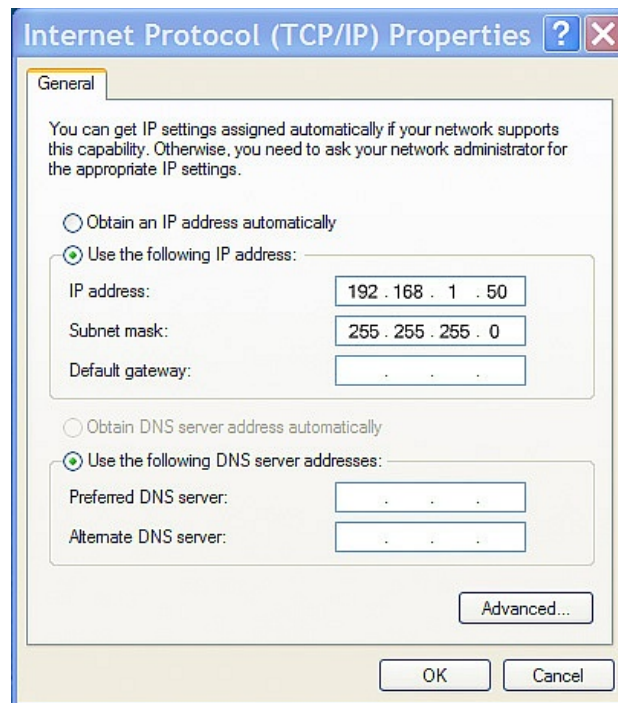 Internet Protocol (TCP/IP) Properties ?
General
You can get IP settings assigned automatically if your network supports
this capability. Otherwise, you need to ask your network administrator for
the appropriate IP settings.
Obtain an IP address automatically
Use the following IP address:
IP address: 192 . 168 . 1 . 50
Subnet mask: 255 . 255 . 255 . 0
Default gateway: . . .
Obtain DNS server address automatically
Use the following DNS server addresses:
Preferred DNS server: . . .
Alternate DNS server: . . .
Advanced...
OK Cancel